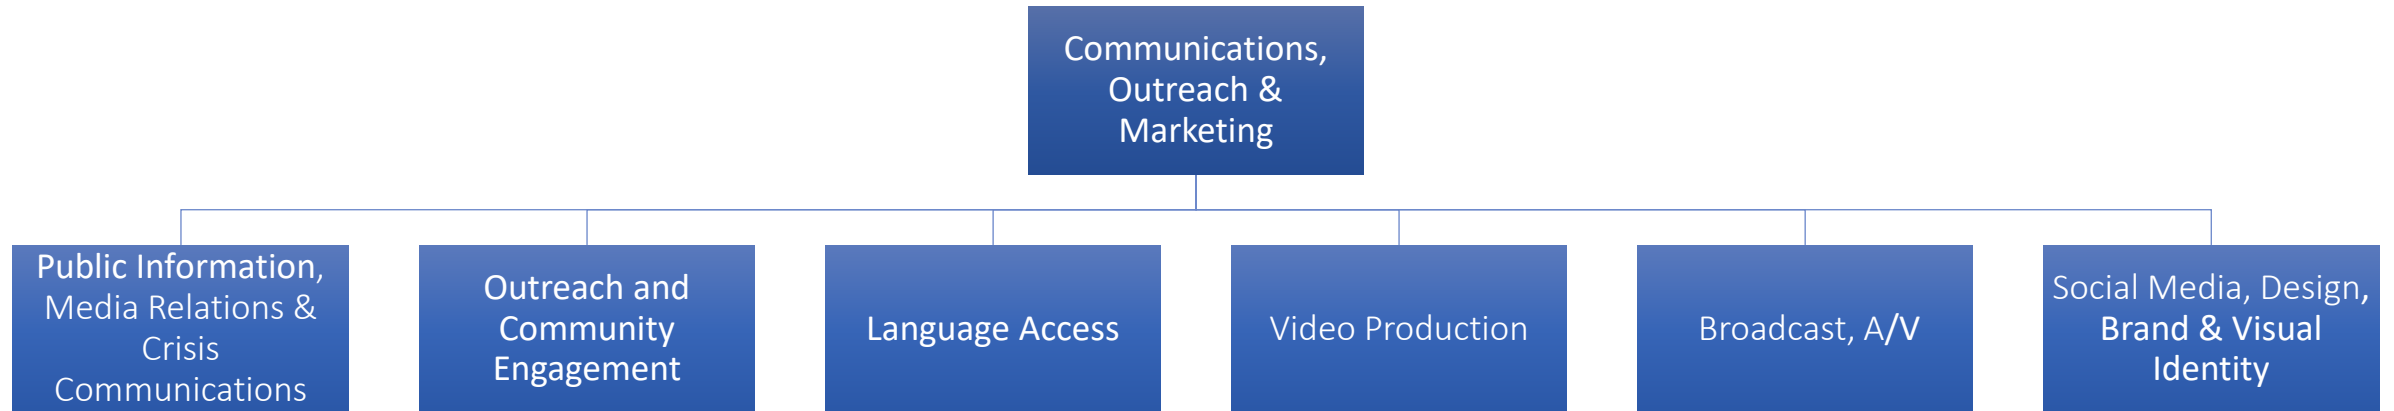 Communications,
Outreach &
Marketing
Public Information,
Media Relations &
Crisis
Communications
Outreach and
Community
Engagement
Language Access
Video Production
Broadcast, A/V
Social Media, Design,
Brand & Visual
Identity